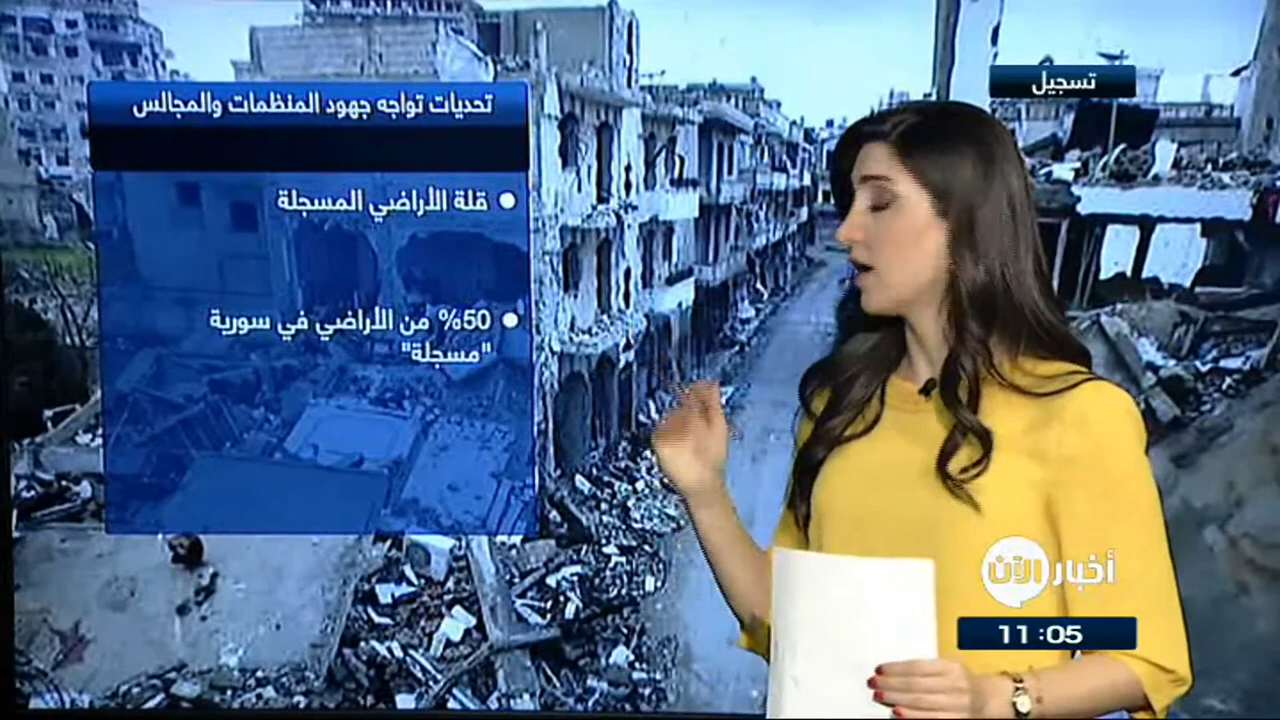 تسجيل
تحديات تواجه جهود المنظمات والمجالس
● قلة الأراضي المسجلة
● 50% من الأراضي في سورية
"مسجلة"
أخبار الآن
11:05